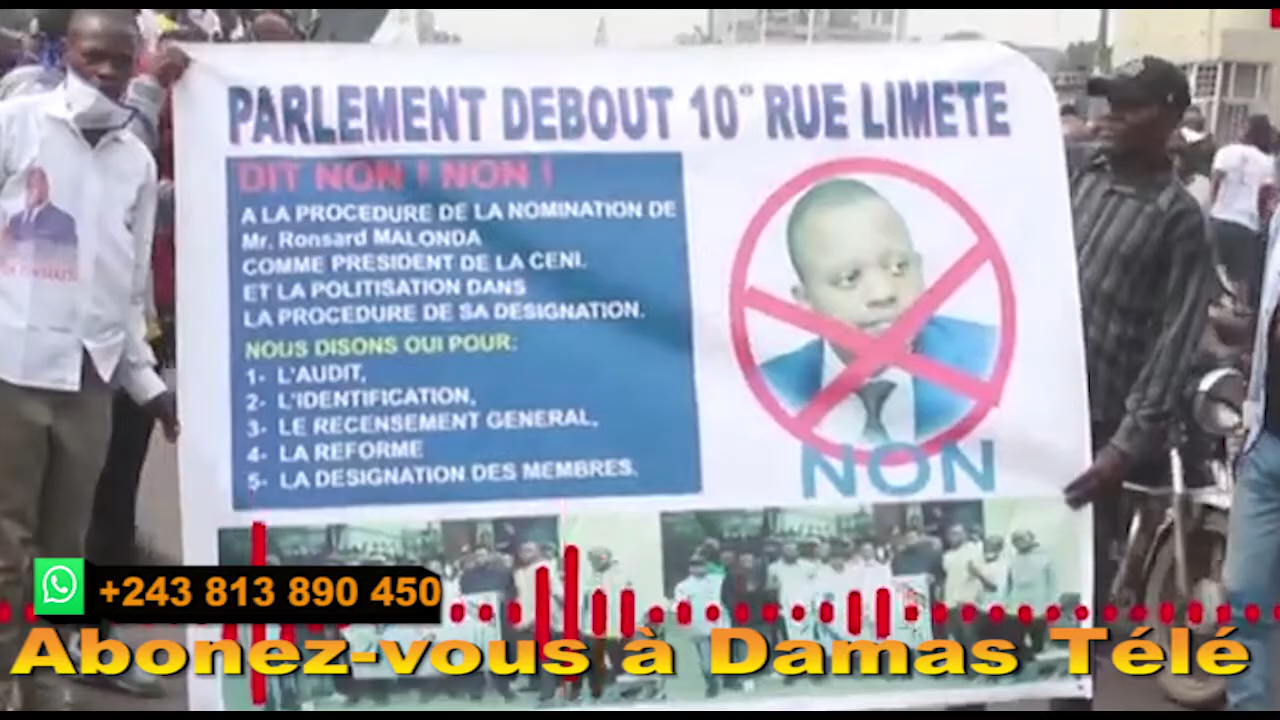 PARLEMENT DEBOUT 10° RUE LIMETE
DIT NON ! NON !
A LA PROCEDURE DE LA NOMINATION DE
Mr. Ronsard MALONDA
COMME PRESIDENT DE LA CENI.
ET LA POLITISATION DANS
LA PROCEDURE DE SA DESIGNATION.
NOUS DISONS OUI POUR:
1- L'AUDIT,
2- L'IDENTIFICATION,
3- LE RECENSEMENT GENERAL,
4- LA REFORME
5- LA DESIGNATION DES MEMBRES.
NON
+243 813 890 450
Abonez-vous à Damas Télé